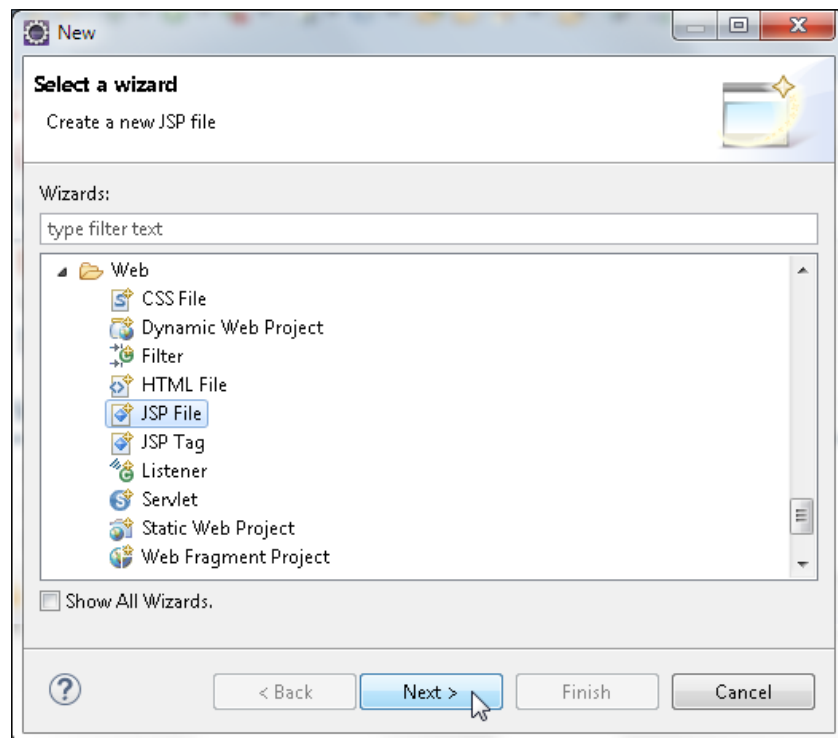 New
Select a wizard
Create a new JSP file
Wizards:
type filter text
Web
CSS File
Dynamic Web Project
Filter
HTML File
JSP File
JSP Tag
Listener
Servlet
Static Web Project
Web Fragment Project
Show All Wizards.
? < Back Next > Finish Cancel